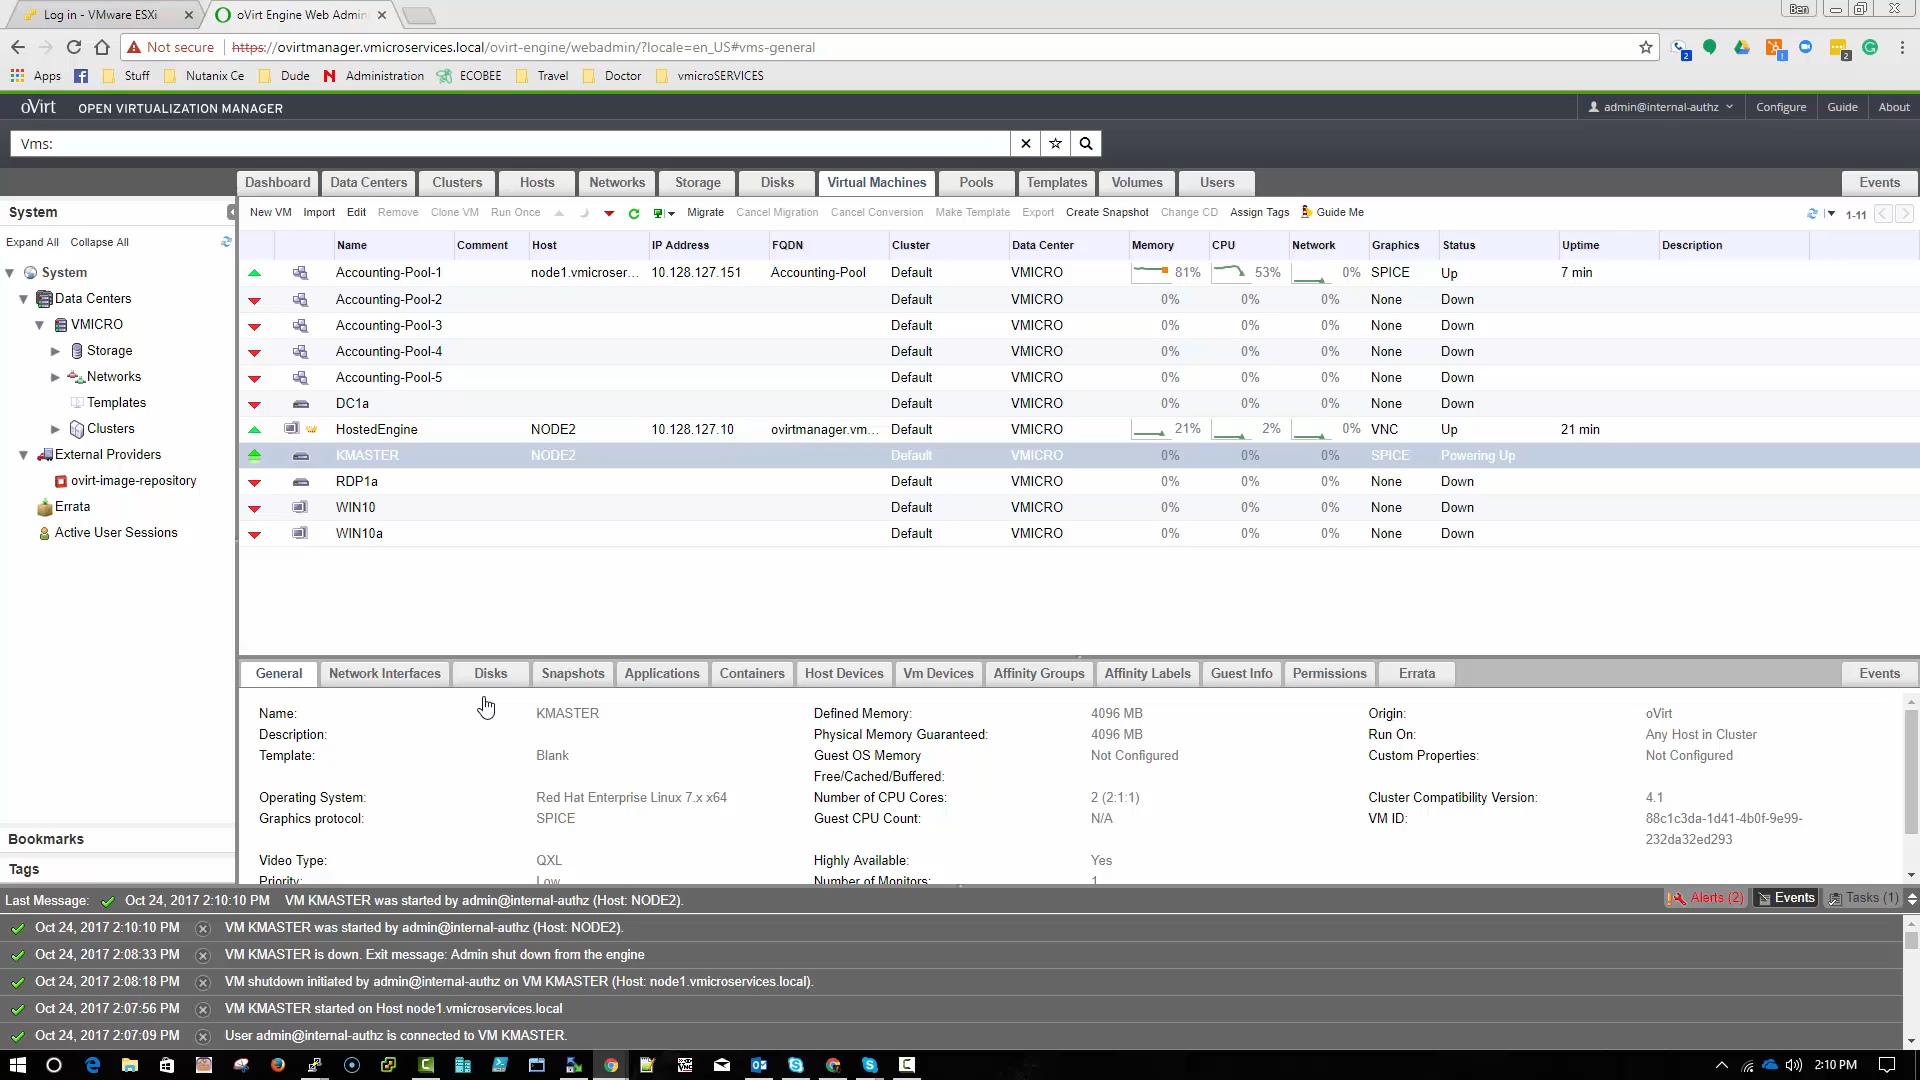 Log in - VMware ESXi
oVirt Engine Web Admin
Ben
Not secure
https://ovirtmanager.vmicroservices.local/ovirt-engine/webadmin/?locale=en_US#vms-general
Apps Stuff Nutanix Ce Dude Administration ECOBEE Travel Doctor vmicroSERVICES
oVirt OPEN VIRTUALIZATION MANAGER admin@internal-authz Configure Guide About
Vms:
Dashboard Data Centers Clusters Hosts Networks Storage Disks Virtual Machines Pools Templates Volumes Users Events
New VM Import Edit Remove Clone VM Run Once Migrate Cancel Migration Cancel Conversion Make Template Export Create Snapshot Change CD Assign Tags Guide Me 1-11
System
Expand All Collapse All
System
Data Centers
VMICRO
Storage
Networks
Templates
Clusters
External Providers
ovirt-image-repository
Errata
Active User Sessions
Bookmarks
Tags
Name Comment Host IP Address FQDN Cluster Data Center Memory CPU Network Graphics Status Uptime Description
Accounting-Pool-1 node1.vmicroser... 10.128.127.151 Accounting-Pool Default VMICRO 81% 53% 0% SPICE Up 7 min
Accounting-Pool-2 Default VMICRO 0% 0% 0% None Down
Accounting-Pool-3 Default VMICRO 0% 0% 0% None Down
Accounting-Pool-4 Default VMICRO 0% 0% 0% None Down
Accounting-Pool-5 Default VMICRO 0% 0% 0% None Down
DC1a Default VMICRO 0% 0% 0% None Down
HostedEngine NODE2 10.128.127.10 ovirtmanager.vm... Default VMICRO 21% 2% 0% VNC Up 21 min
KMASTER NODE2 Default VMICRO 0% 0% 0% SPICE Powering Up
RDP1a Default VMICRO 0% 0% 0% None Down
WIN10 Default VMICRO 0% 0% 0% None Down
WIN10a Default VMICRO 0% 0% 0% None Down
General Network Interfaces Disks Snapshots Applications Containers Host Devices Vm Devices Affinity Groups Affinity Labels Guest Info Permissions Errata Events
Name: KMASTER Defined Memory: 4096 MB Origin: oVirt
Description: Physical Memory Guaranteed: 4096 MB Run On: Any Host in Cluster
Template: Blank Guest OS Memory Not Configured Custom Properties: Not Configured
Free/Cached/Buffered:
Operating System: Red Hat Enterprise Linux 7.x x64 Number of CPU Cores: 2 (2:1:1) Cluster Compatibility Version: 4.1
Graphics protocol: SPICE Guest CPU Count: N/A VM ID: 88c1c3da-1d41-4b0f-9e99-
232da32ed293
Video Type: QXL Highly Available: Yes
Priority: Low Number of Monitors: 1
Last Message: Oct 24, 2017 2:10:10 PM VM KMASTER was started by admin@internal-authz (Host: NODE2). Alerts (2) Events Tasks (1)
Oct 24, 2017 2:10:10 PM VM KMASTER was started by admin@internal-authz (Host: NODE2).
Oct 24, 2017 2:08:33 PM VM KMASTER is down. Exit message: Admin shut down from the engine
Oct 24, 2017 2:08:18 PM VM shutdown initiated by admin@internal-authz on VM KMASTER (Host: node1.vmicroservices.local).
Oct 24, 2017 2:07:56 PM VM KMASTER started on Host node1.vmicroservices.local
Oct 24, 2017 2:07:09 PM User admin@internal-authz is connected to VM KMASTER.
2:10 PM